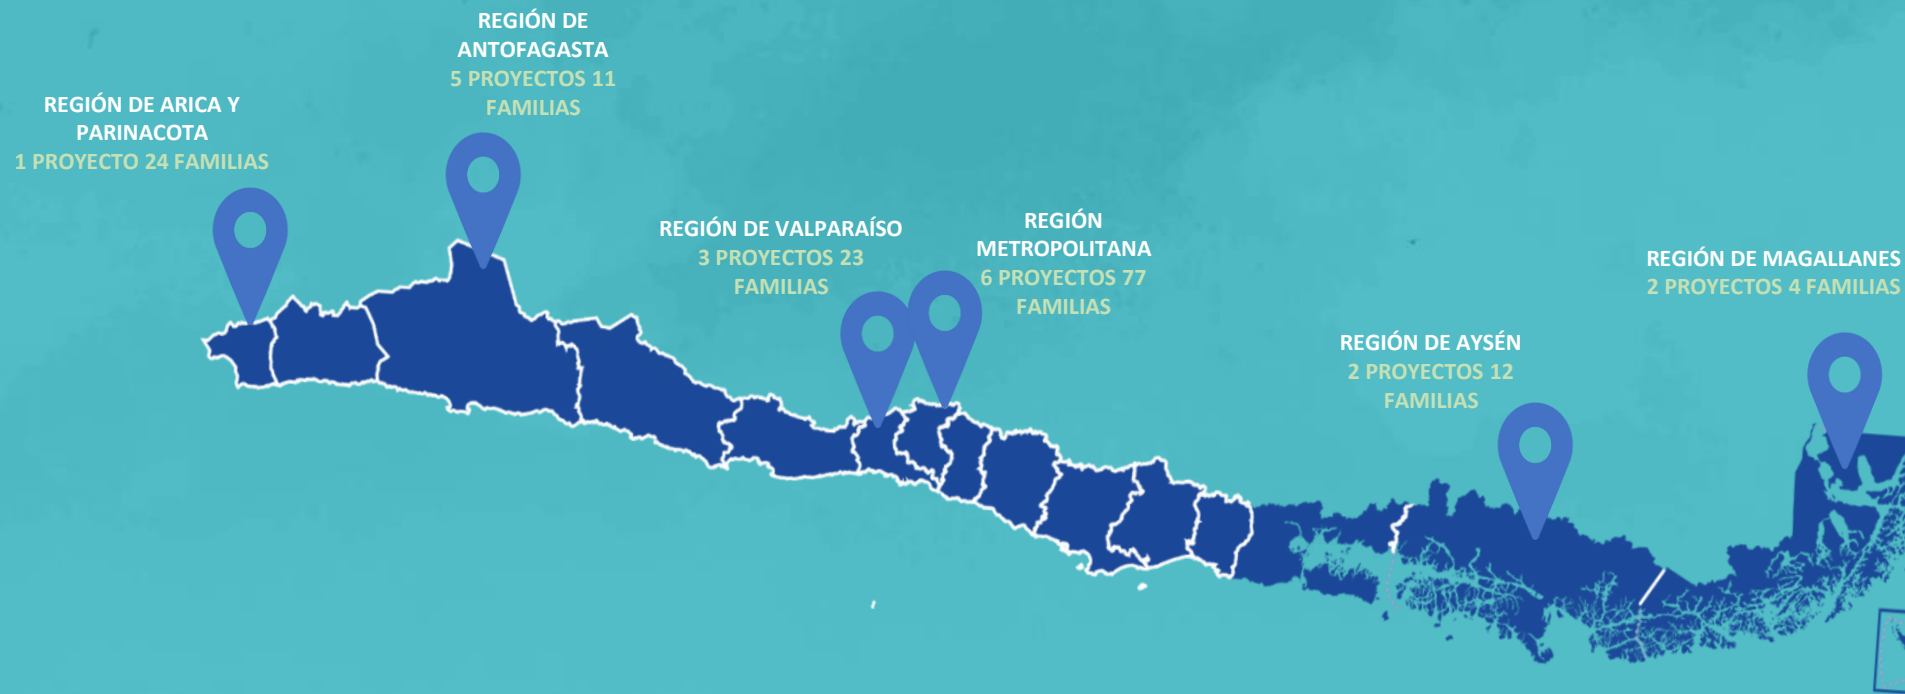 REGIÓN DE ARICA Y
PARINACOTA
1 PROYECTO 24 FAMILIAS
REGIÓN DE
ANTOFAGASTA
5 PROYECTOS 11
FAMILIAS
REGIÓN DE VALPARAÍSO
3 PROYECTOS 23
FAMILIAS
REGIÓN
METROPOLITANA
6 PROYECTOS 77
FAMILIAS
REGIÓN DE AYSÉN
2 PROYECTOS 12
FAMILIAS
REGIÓN DE MAGALLANES
2 PROYECTOS 4 FAMILIAS